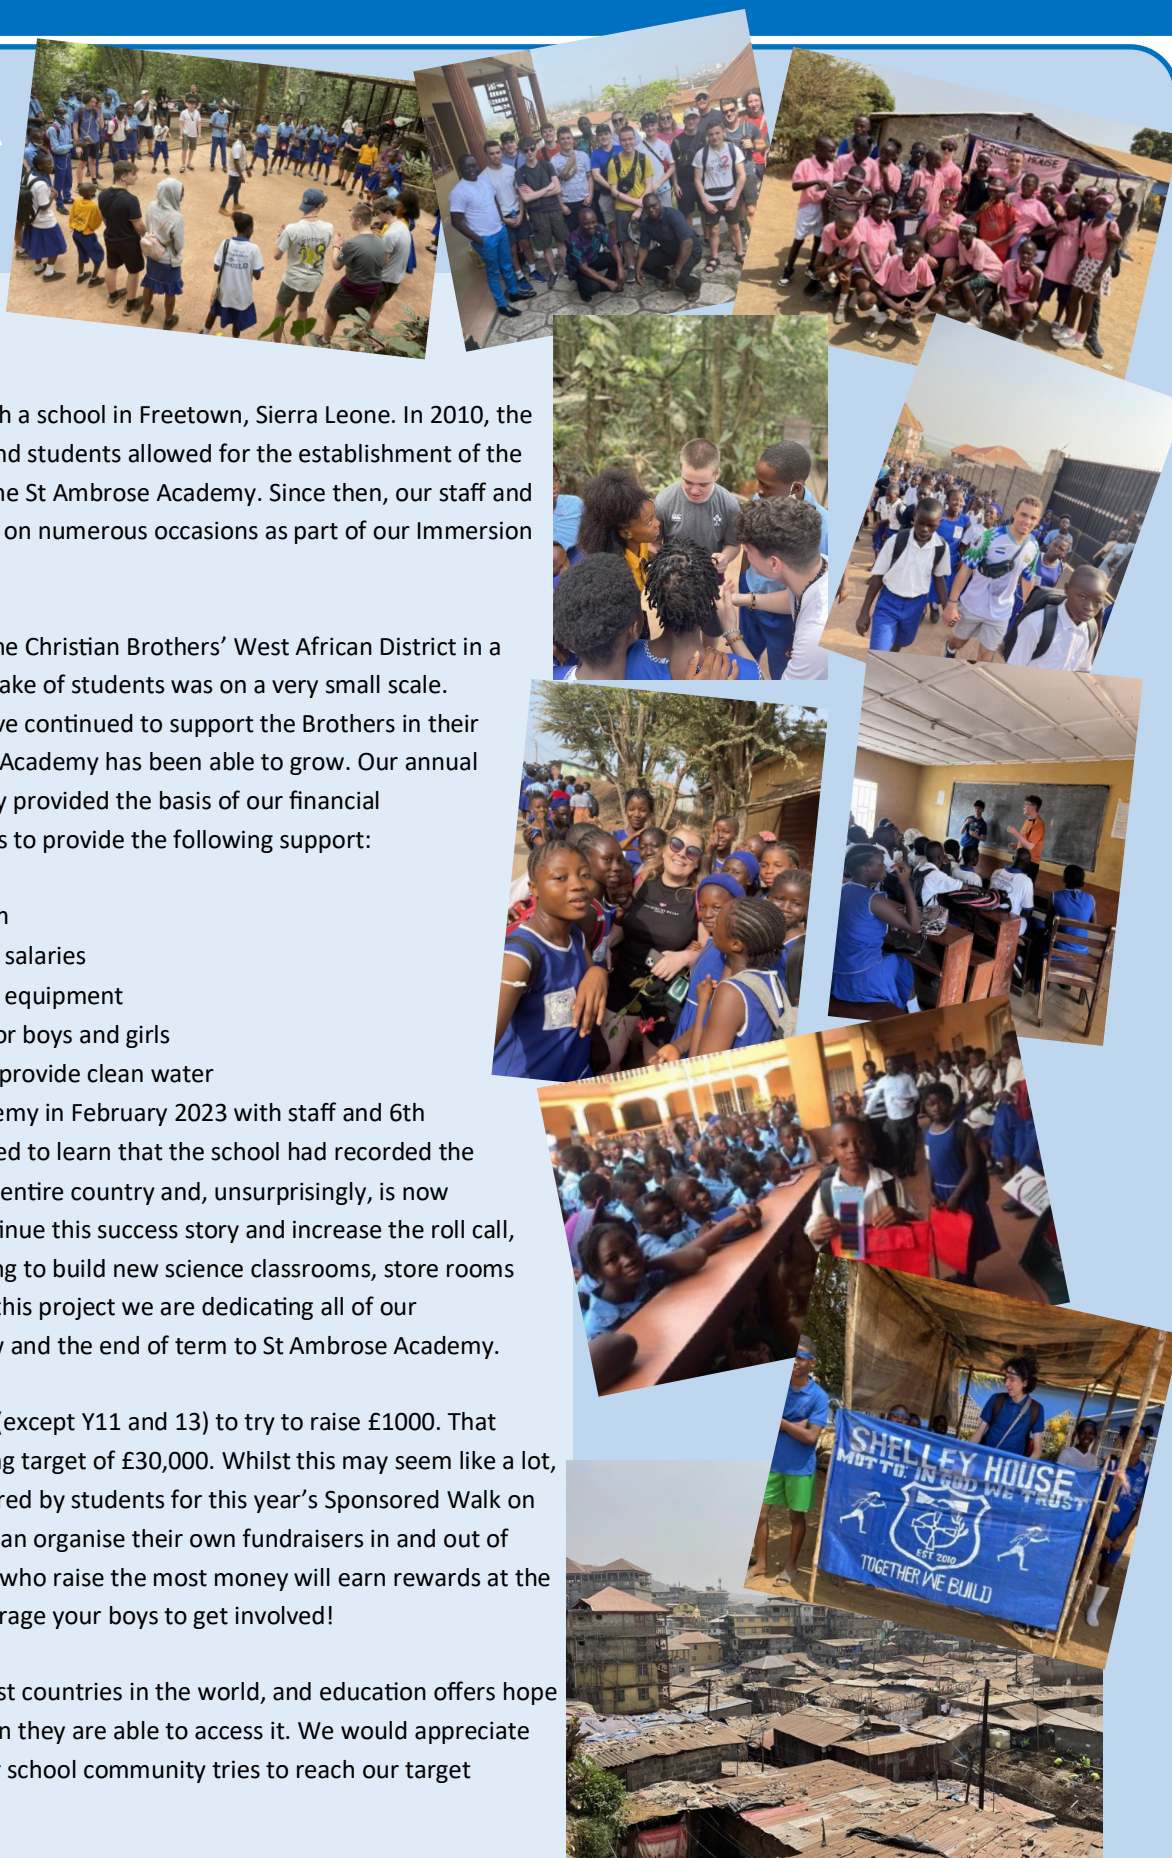 h a school in Freetown, Sierra Leone. In 2010, the
nd students allowed for the establishment of the
ne St Ambrose Academy. Since then, our staff and
on numerous occasions as part of our Immersion
ne Christian Brothers’ West African District in a
ake of students was on a very small scale.
ve continued to support the Brothers in their
Academy has been able to grow. Our annual
y provided the basis of our financial
s to provide the following support:
n
salaries
equipment
or boys and girls
provide clean water
emy in February 2023 with staff and 6th
ed to learn that the school had recorded the
entire country and, unsurprisingly, is now
inue this success story and increase the roll call,
ng to build new science classrooms, store rooms
this project we are dedicating all of our
y and the end of term to St Ambrose Academy.
(except Y11 and 13) to try to raise £1000. That
ng target of £30,000. Whilst this may seem like a lot,
red by students for this year’s Sponsored Walk on
an organise their own fundraisers in and out of
who raise the most money will earn rewards at the
rage your boys to get involved!
st countries in the world, and education offers hope
n they are able to access it. We would appreciate
r school community tries to reach our target
HOUSE
SHELLEY HOUSE
MOTTO: IN GOD WE TRUST
EST. 2010
TOGETHER WE BUILD